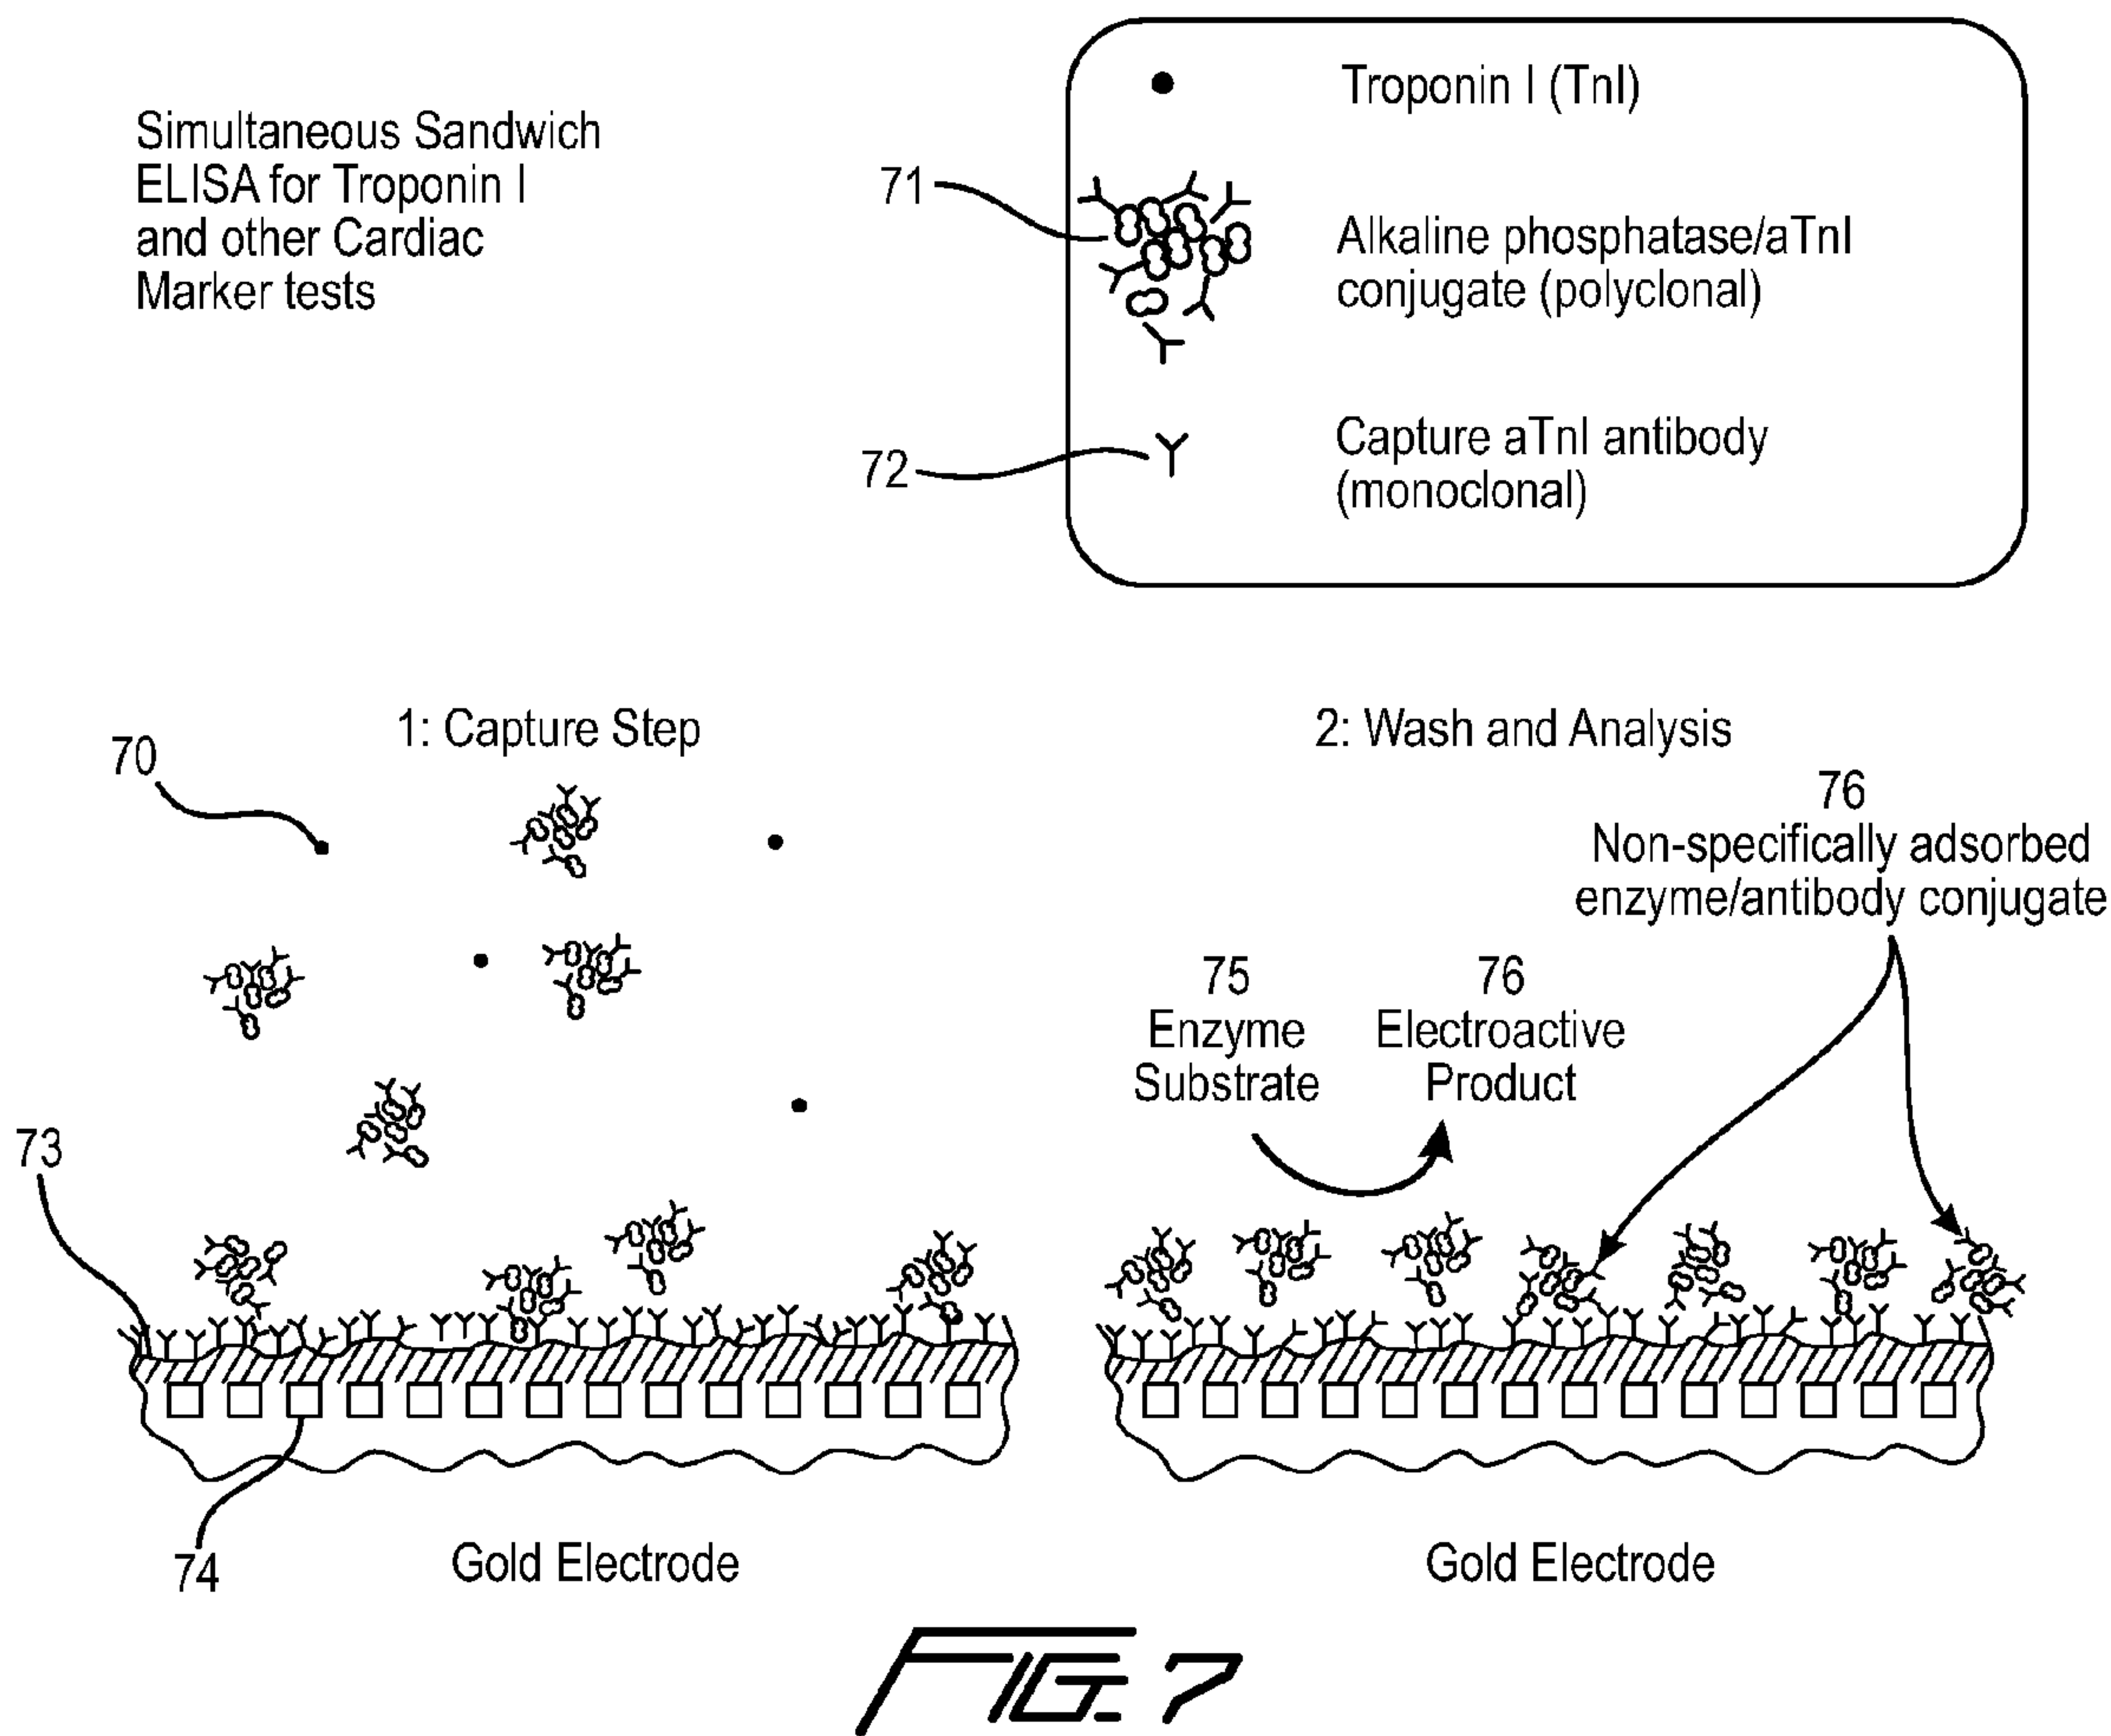 Simultaneous Sandwich
ELISA for Troponin I
and other Cardiac
Marker tests
Troponin I (TnI)
71
Alkaline phosphatase/aTnI
conjugate (polyclonal)
72
Capture aTnI antibody
(monoclonal)
1: Capture Step
70
73
74
Gold Electrode
2: Wash and Analysis
76
Non-specifically adsorbed
enzyme/antibody conjugate
75
Enzyme
Substrate
76
Electroactive
Product
Gold Electrode
FIG. 7